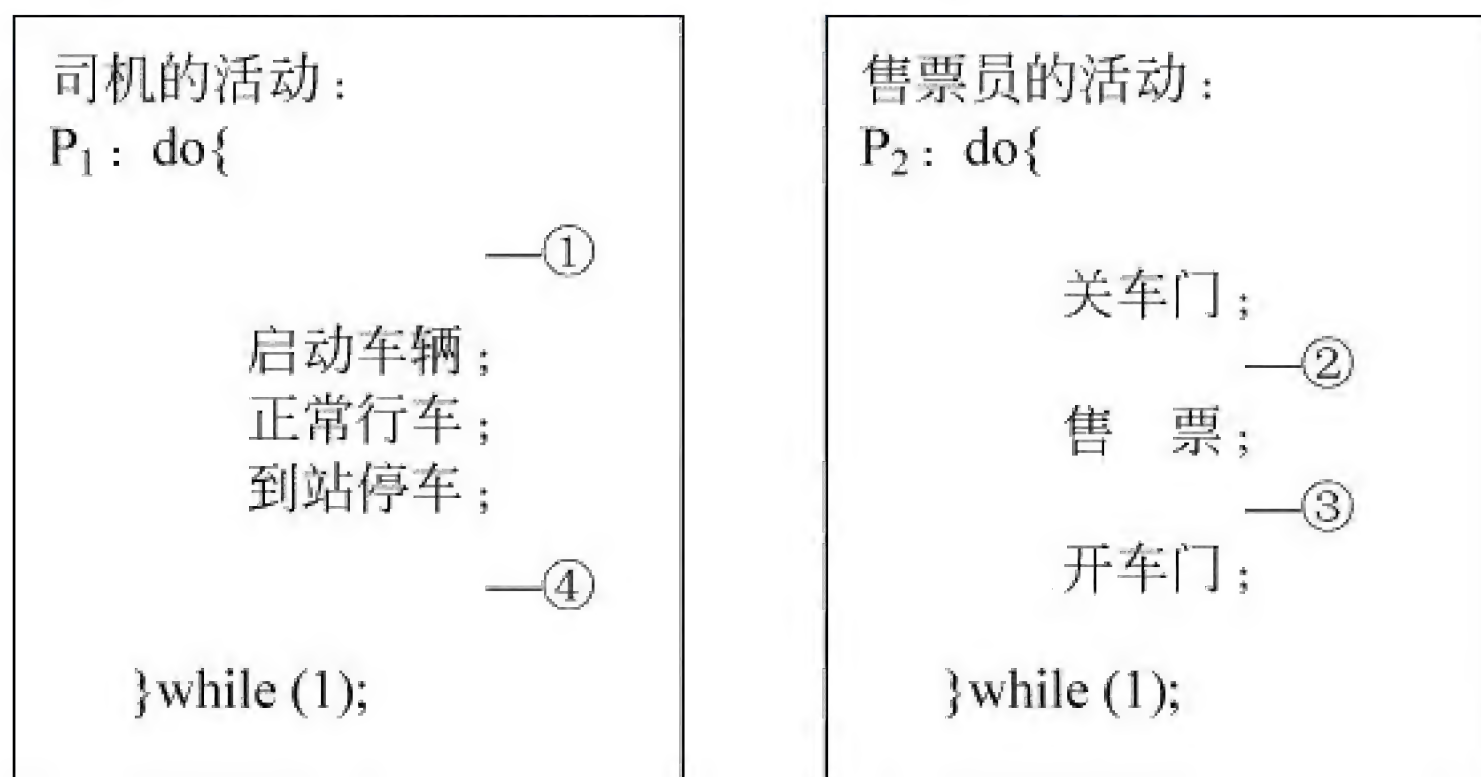 司机的活动：
P₁：do{
—①
启动车辆；
正常行车；
到站停车；
—④
}while (1);
售票员的活动：
P₂：do{
关车门；
—②
售　票；
—③
开车门；
}while (1);